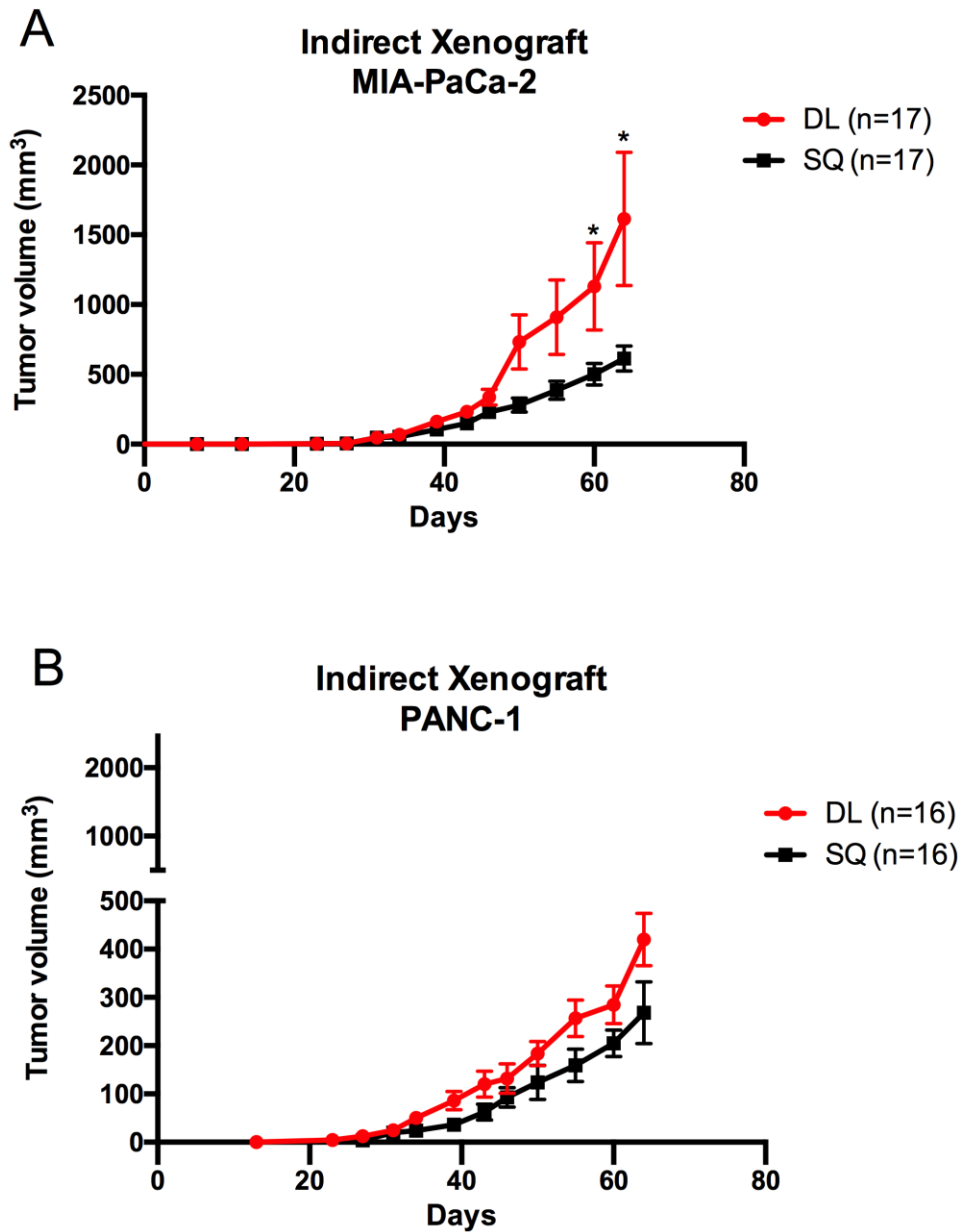 A
Indirect Xenograft
MIA-PaCa-2
2500
2000
1500
1000
500
0
Tumor volume (mm³)
0 20 40 60 80
Days
* *
DL (n=17)
SQ (n=17)
B
Indirect Xenograft
PANC-1
2000
1000
500
400
300
200
100
0
Tumor volume (mm³)
0 20 40 60 80
Days
DL (n=16)
SQ (n=16)